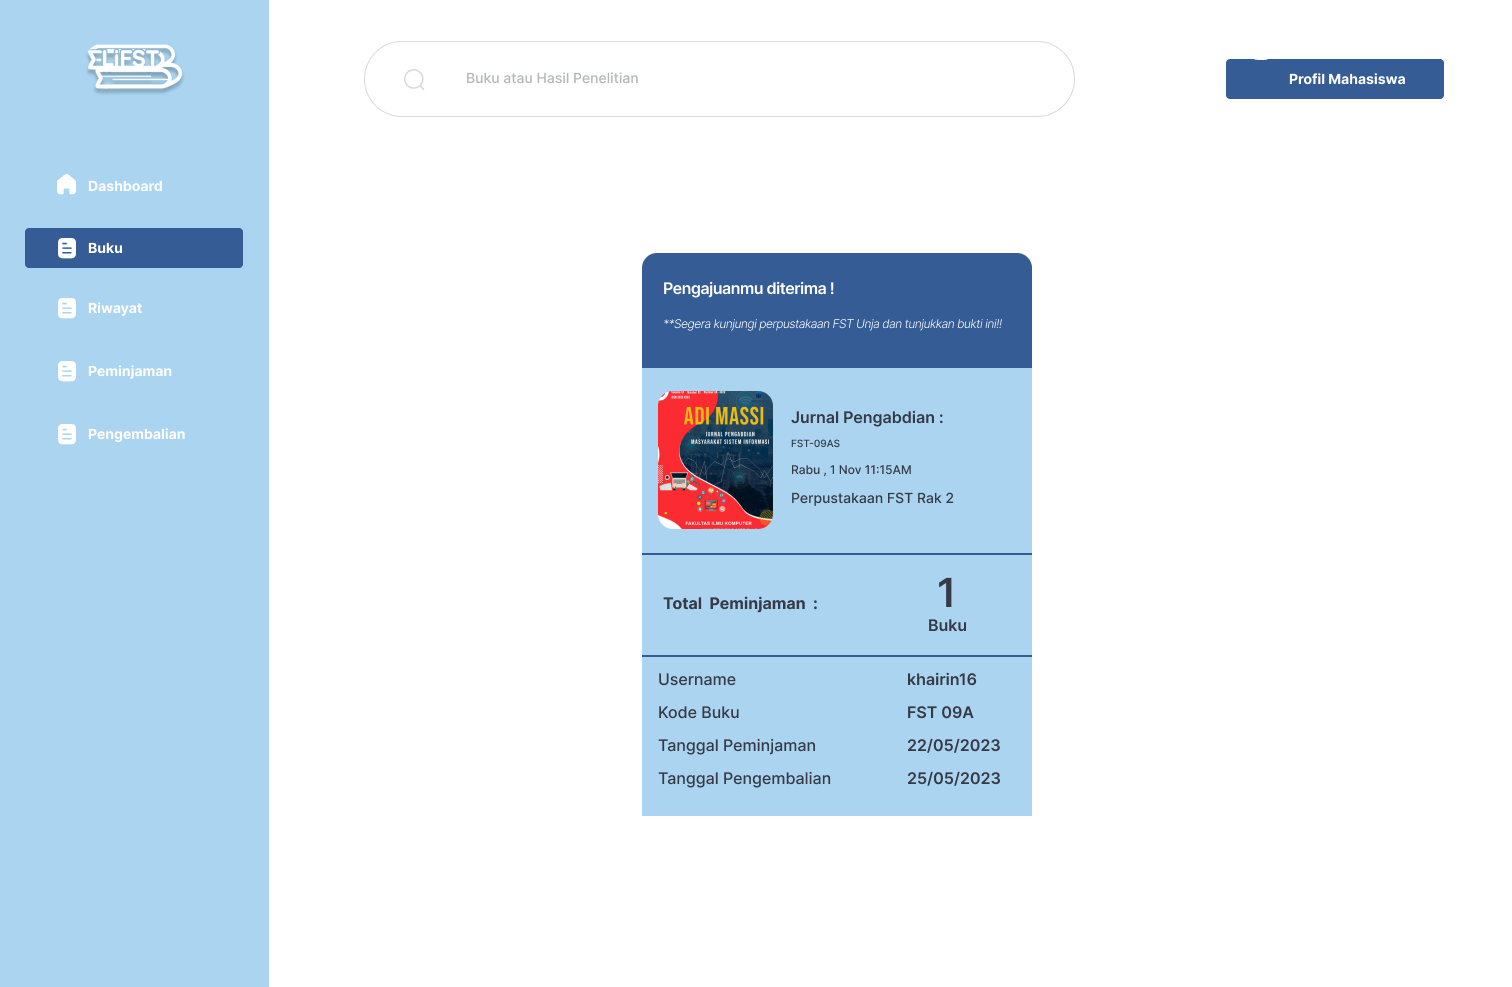 ELiFST
Buku atau Hasil Penelitian
Profil Mahasiswa
Dashboard
Buku
Riwayat
Peminjaman
Pengembalian
Pengajuanmu diterima !
**Segera kunjungi perpustakaan FST Unja dan tunjukkan bukti ini!!
ADI MASSI
JURNAL PENGABDIAN
MASYARAKAT SISTEM INFORMASI
FAKULTAS ILMU KOMPUTER
Jurnal Pengabdian :
FST-09AS
Rabu , 1 Nov 11:15AM
Perpustakaan FST Rak 2
Total Peminjaman :
1
Buku
Username
khairin16
Kode Buku
FST 09A
Tanggal Peminjaman
22/05/2023
Tanggal Pengembalian
25/05/2023